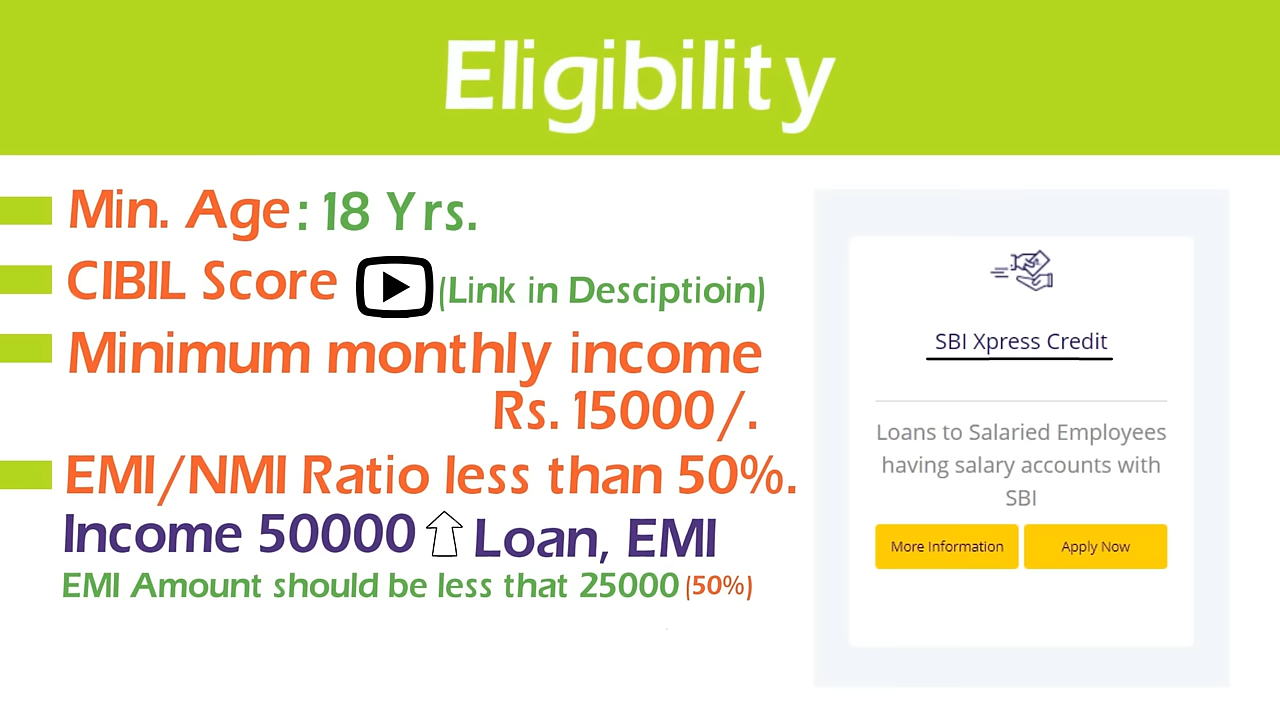 Eligibility
Min. Age : 18 Yrs.
CIBIL Score (Link in Desciptioin)
Minimum monthly income
Rs. 15000/.
EMI/NMI Ratio less than 50%.
Income 50000 Loan, EMI
EMI Amount should be less that 25000 (50%)
SBI Xpress Credit
Loans to Salaried Employees
having salary accounts with
SBI
More Information Apply Now